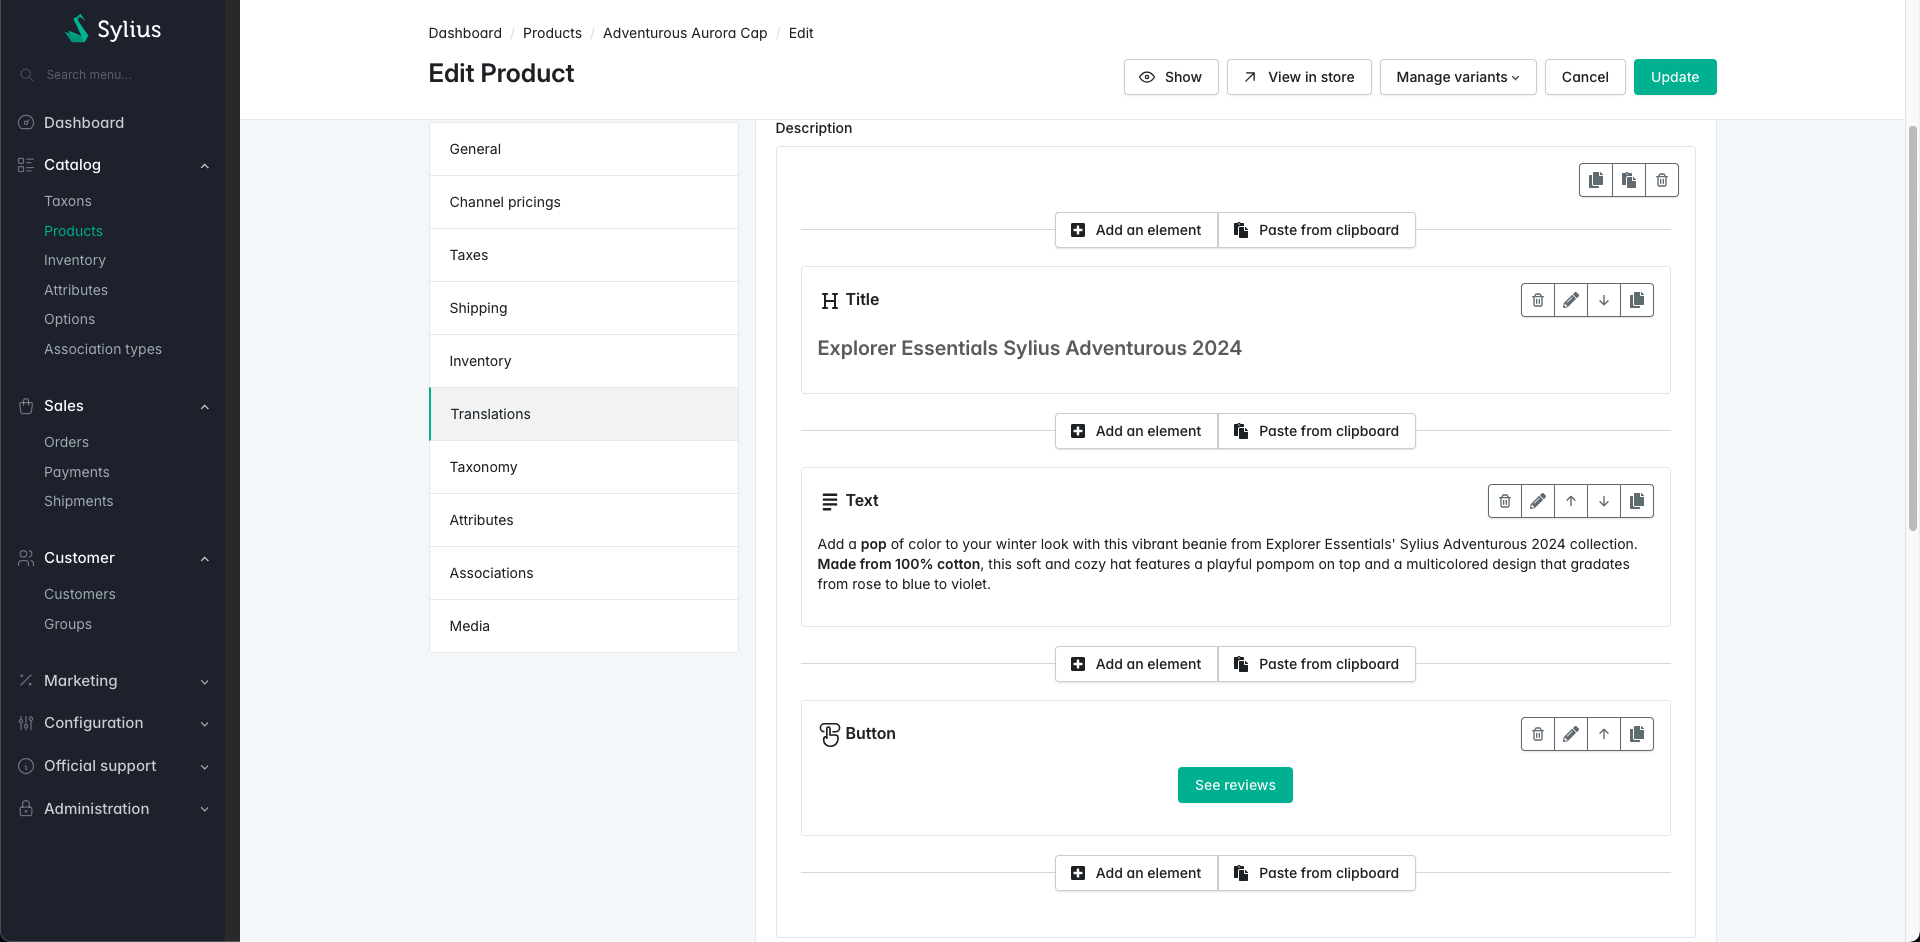 Sylius
Search menu...
Dashboard
Catalog
Taxons
Products
Inventory
Attributes
Options
Association types
Sales
Orders
Payments
Shipments
Customer
Customers
Groups
Marketing
Configuration
Official support
Administration
Dashboard / Products / Adventurous Aurora Cap / Edit
Edit Product
Show
View in store
Manage variants
Cancel
Update
General
Channel pricings
Taxes
Shipping
Inventory
Translations
Taxonomy
Attributes
Associations
Media
Description
Add an element
Paste from clipboard
Title
Explorer Essentials Sylius Adventurous 2024
Add an element
Paste from clipboard
Text
Add a pop of color to your winter look with this vibrant beanie from Explorer Essentials' Sylius Adventurous 2024 collection.
Made from 100% cotton, this soft and cozy hat features a playful pompom on top and a multicolored design that gradates
from rose to blue to violet.
Add an element
Paste from clipboard
Button
See reviews
Add an element
Paste from clipboard